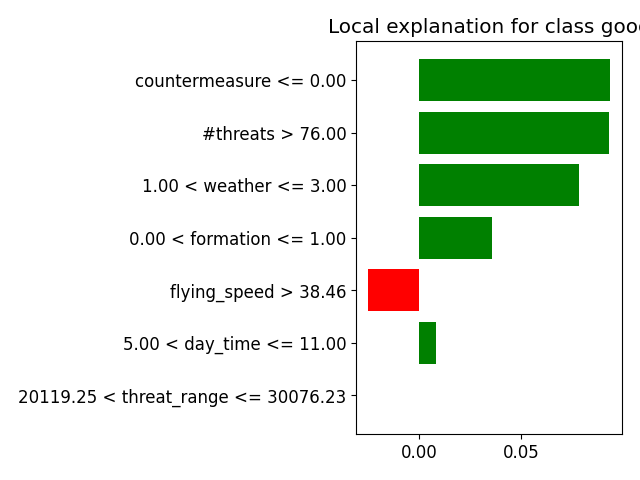 Local explanation for class good
countermeasure <= 0.00
#threats > 76.00
1.00 < weather <= 3.00
0.00 < formation <= 1.00
flying_speed > 38.46
5.00 < day_time <= 11.00
20119.25 < threat_range <= 30076.23
0.00 0.05